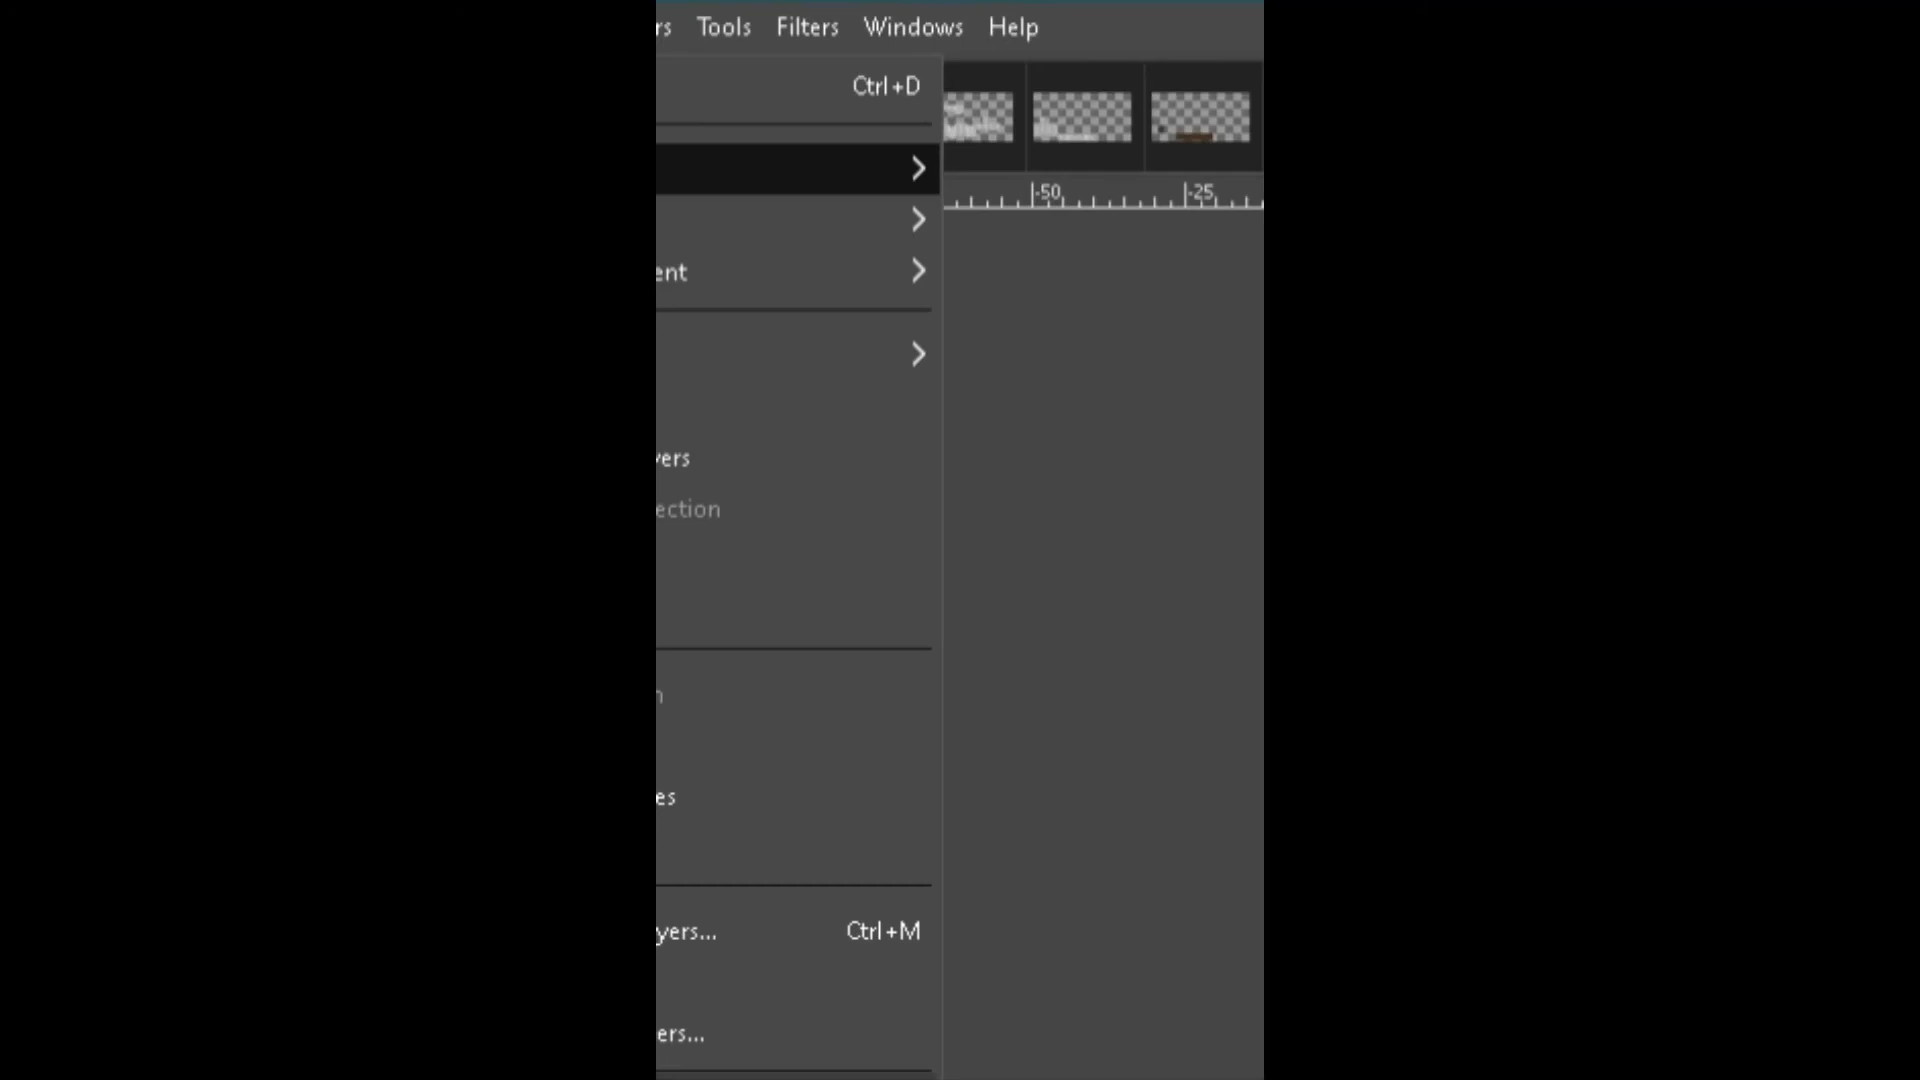 rs Tools Filters Windows Help
Ctrl+D
-50 -25
ent
vers
ection
n
es
yers... Ctrl+M
ers...